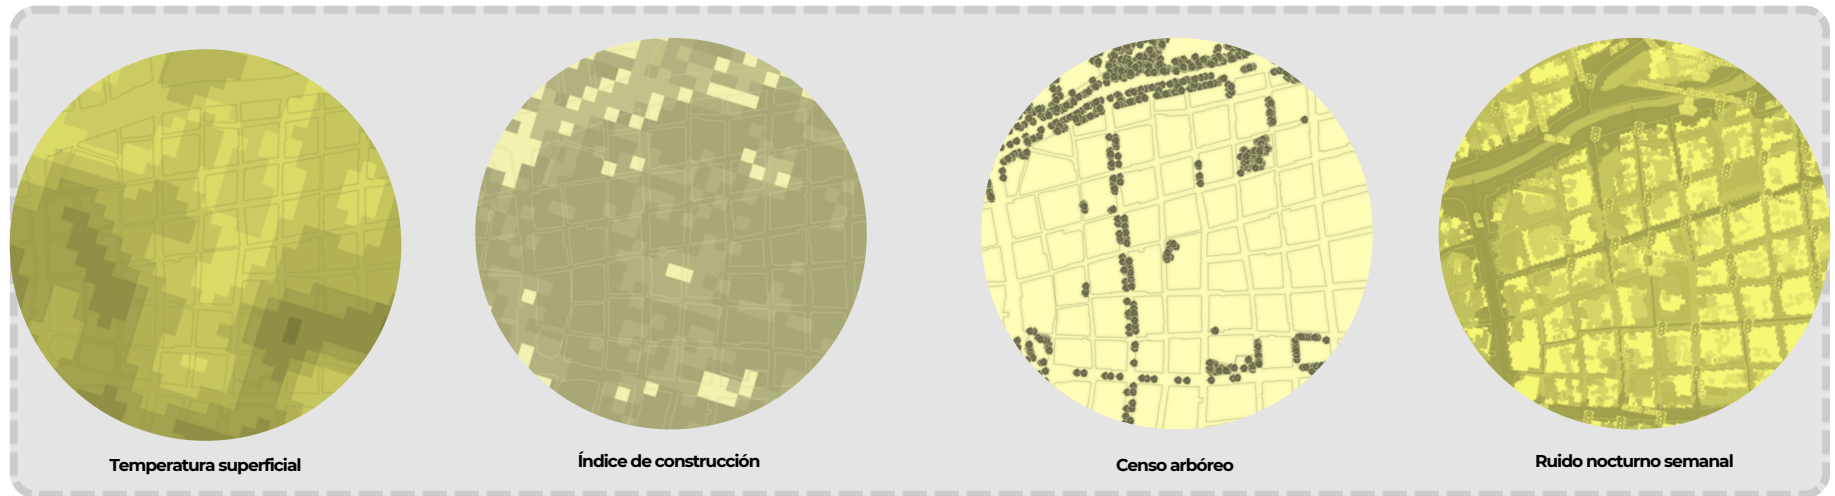 Temperatura superficial
Índice de construcción
Censo arbóreo
Ruido nocturno semanal